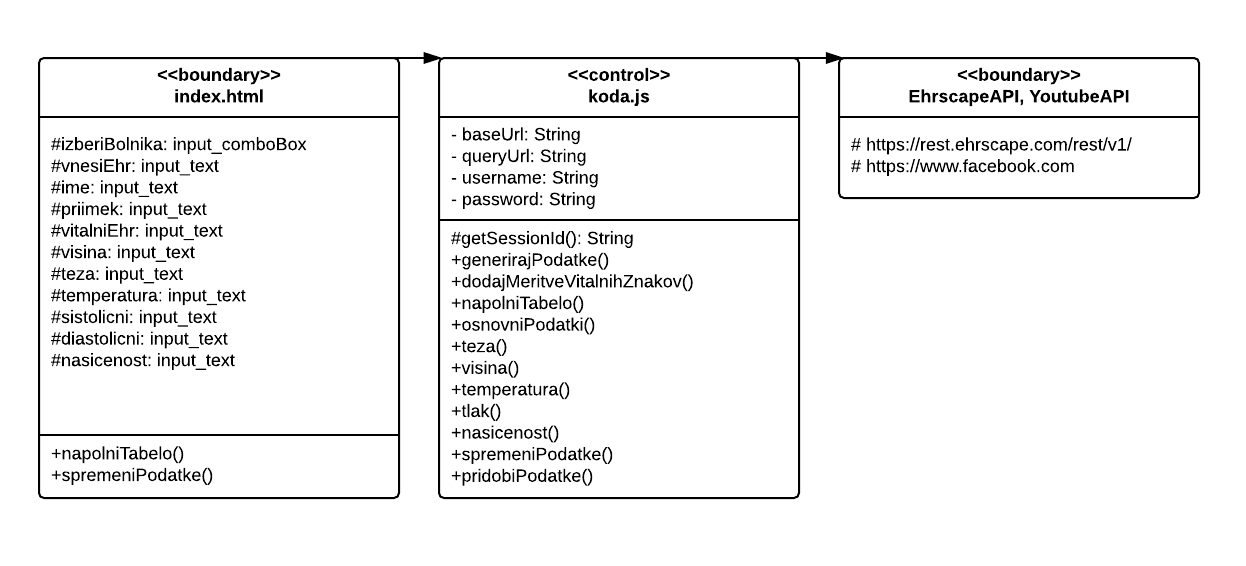 <<boundary>>
index.html
#izberiBolnika: input_comboBox
#vnesiEhr: input_text
#ime: input_text
#priimek: input_text
#vitalniEhr: input_text
#visina: input_text
#teza: input_text
#temperatura: input_text
#sistolicni: input_text
#diastolicni: input_text
#nasicenost: input_text
+napolniTabelo()
+spremeniPodatke()
<<control>>
koda.js
- baseUrl: String
- queryUrl: String
- username: String
- password: String
#getSessionId(): String
+generirajPodatke()
+dodajMeritveVitalnihZnakov()
+napolniTabelo()
+osnovniPodatki()
+teza()
+visina()
+temperatura()
+tlak()
+nasicenost()
+spremeniPodatke()
+pridobiPodatke()
<<boundary>>
EhrscapeAPI, YoutubeAPI
# https://rest.ehrscape.com/rest/v1/
# https://www.facebook.com